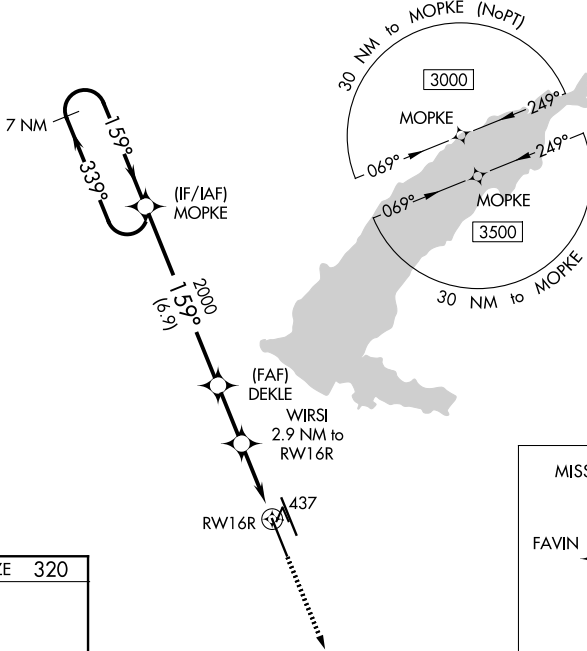 30 NM to MOPKE (NoPT)
3000
MOPKE
249°
069°
249°
069°
MOPKE
3500
30 NM to MOPKE
7 NM
159°
339°
(IF/IAF)
MOPKE
2000
159°
(6.9)
(FAF)
DEKLE
WIRSI
2.9 NM to
RW16R
437
RW16R
MISS
FAVIN
ZE 320